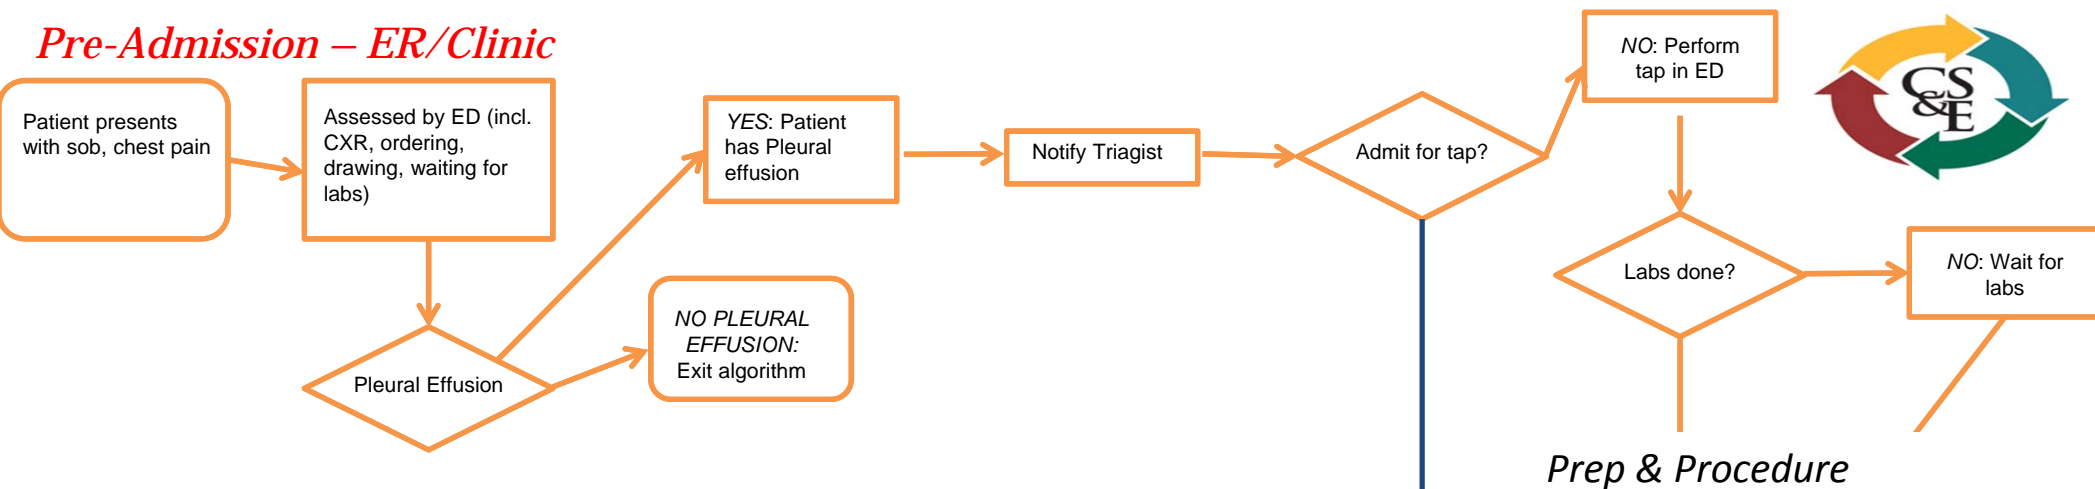 Pre-Admission – ER/Clinic
Patient presents
with sob, chest pain
Assessed by ED (incl.
CXR, ordering,
drawing, waiting for
labs)
Pleural Effusion
YES: Patient
has Pleural
effusion
NO PLEURAL
EFFUSION:
Exit algorithm
Notify Triagist
Admit for tap?
NO: Perform
tap in ED
Labs done?
NO: Wait for
labs
CS
&E
Prep & Procedure